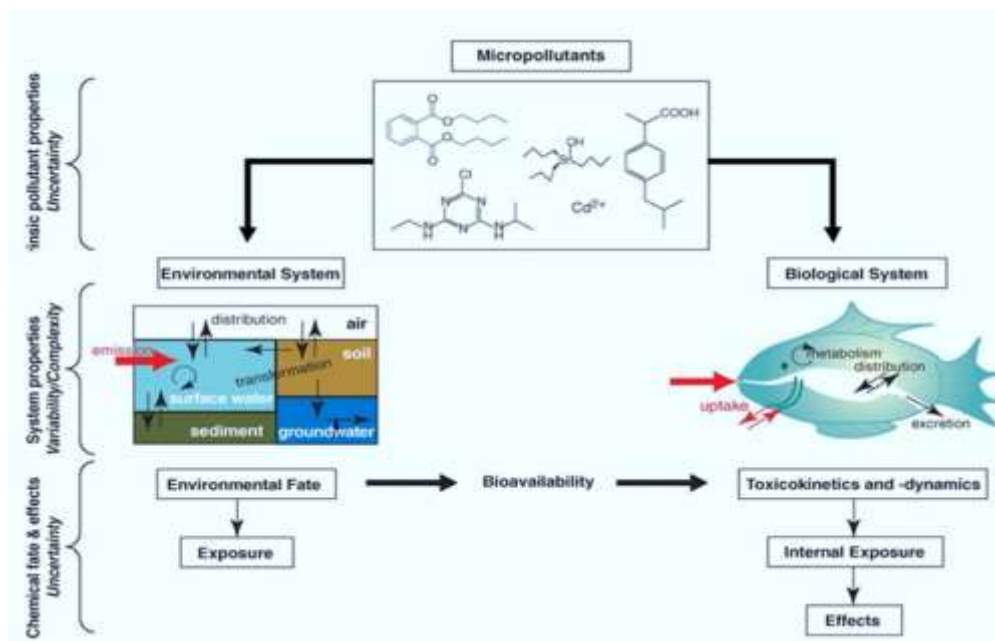 Micropollutants
rinsic pollutant properties
Uncertainty
COOH
O
O
O
O
OH
Cl
N
N
N
N
H
N
H
Cd²⁺
Environmental System
Biological System
System properties
Variability/Complexity
distribution
air
emission
soil
transformation
surface water
sediment
groundwater
metabolism
distribution
uptake
excretion
Chemical fate & effects
Uncertainty
Environmental Fate
Bioavailability
Toxicokinetics and -dynamics
Exposure
Internal Exposure
Effects